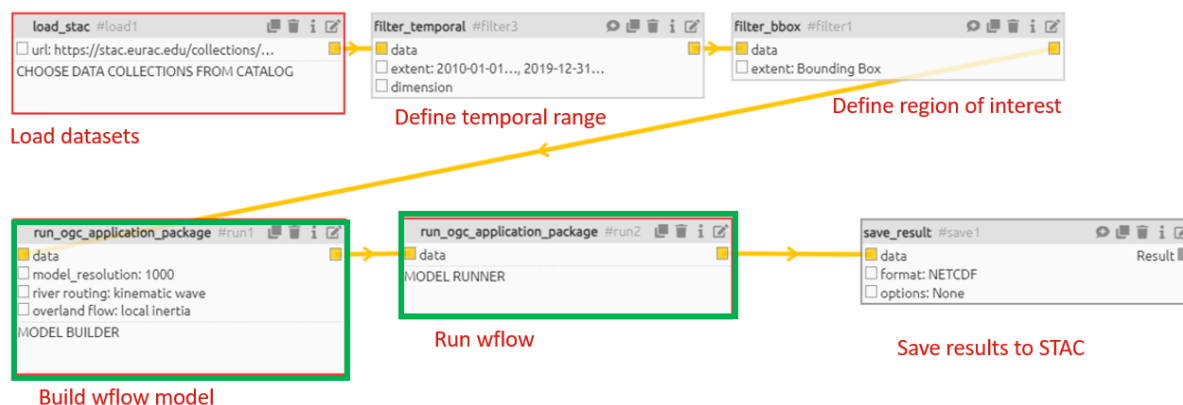 load_stac #load1
url: https://stac.eurac.edu/collections/...
CHOOSE DATA COLLECTIONS FROM CATALOG
Load datasets
filter_temporal #filter3
data
extent: 2010-01-01..., 2019-12-31...
dimension
Define temporal range
filter_bbox #filter1
data
extent: Bounding Box
Define region of interest
run_ogc_application_package #run1
data
model_resolution: 1000
river routing: kinematic wave
overland flow: local inertia
MODEL BUILDER
Build wflow model
run_ogc_application_package #run2
data
MODEL RUNNER
Run wflow
save_result #save1
data Result
format: NETCDF
options: None
Save results to STAC